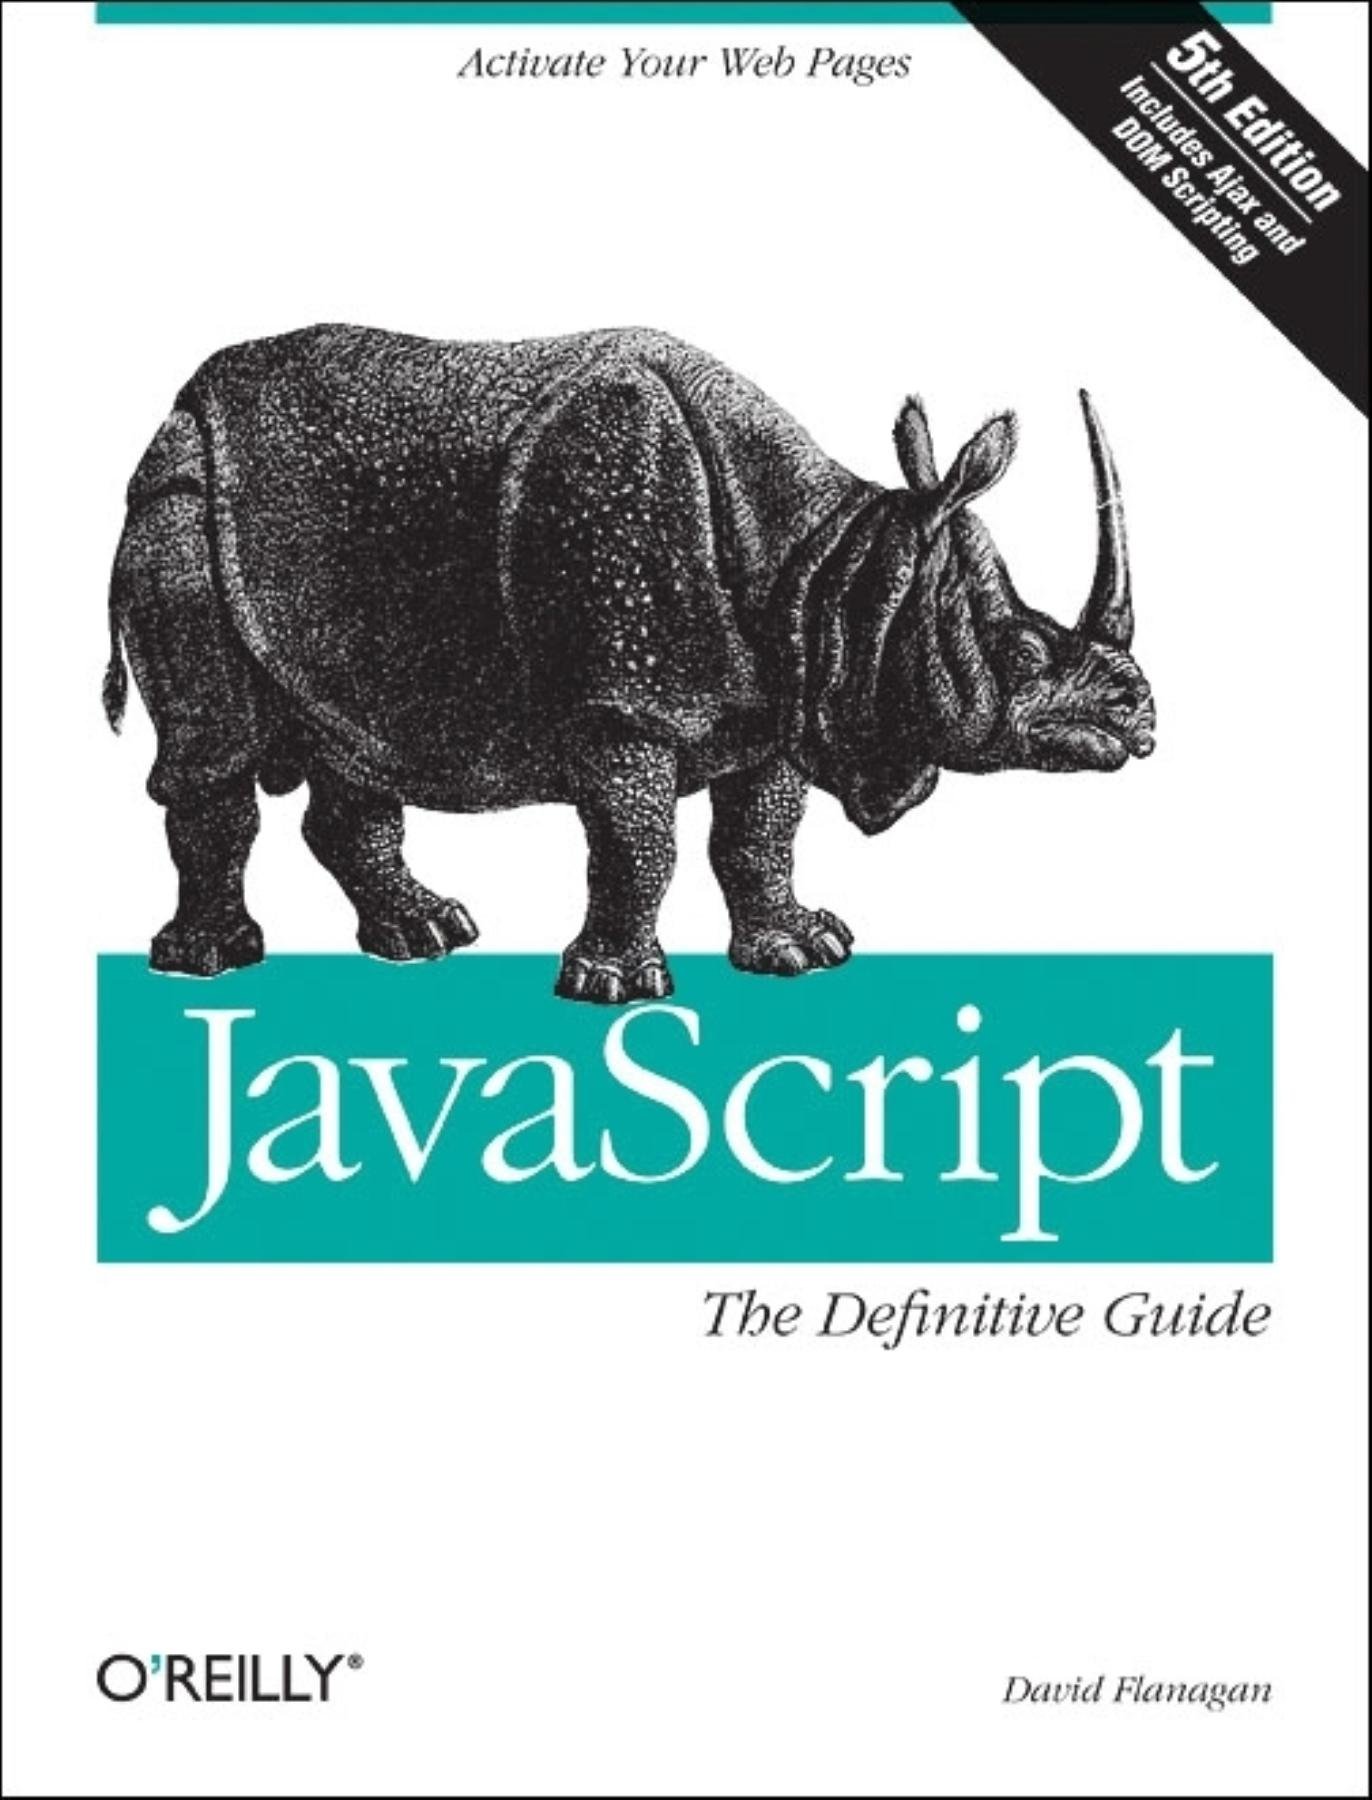 Activate Your Web Pages
5th Edition
Includes Ajax and
DOM Scripting
JavaScript
The Definitive Guide
O'REILLY®
David Flanagan